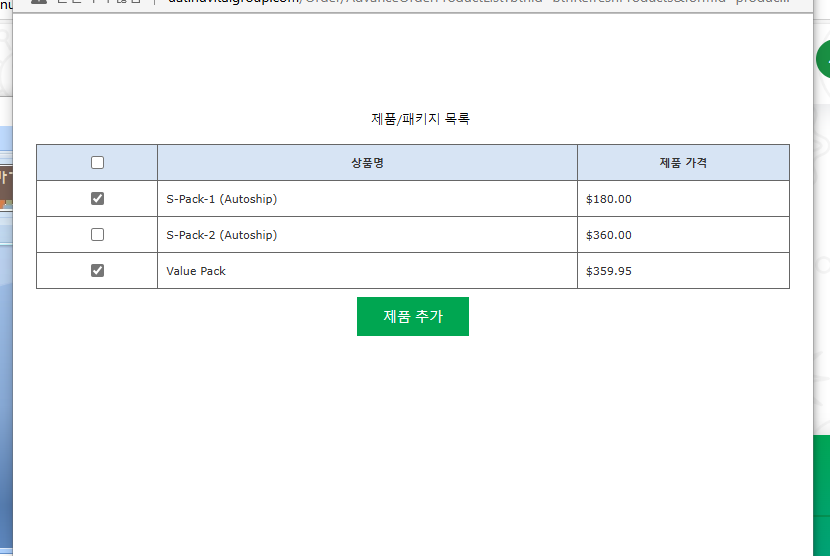 제품/패키지 목록
상품명 제품 가격
S-Pack-1 (Autoship) $180.00
S-Pack-2 (Autoship) $360.00
Value Pack $359.95
제품 추가